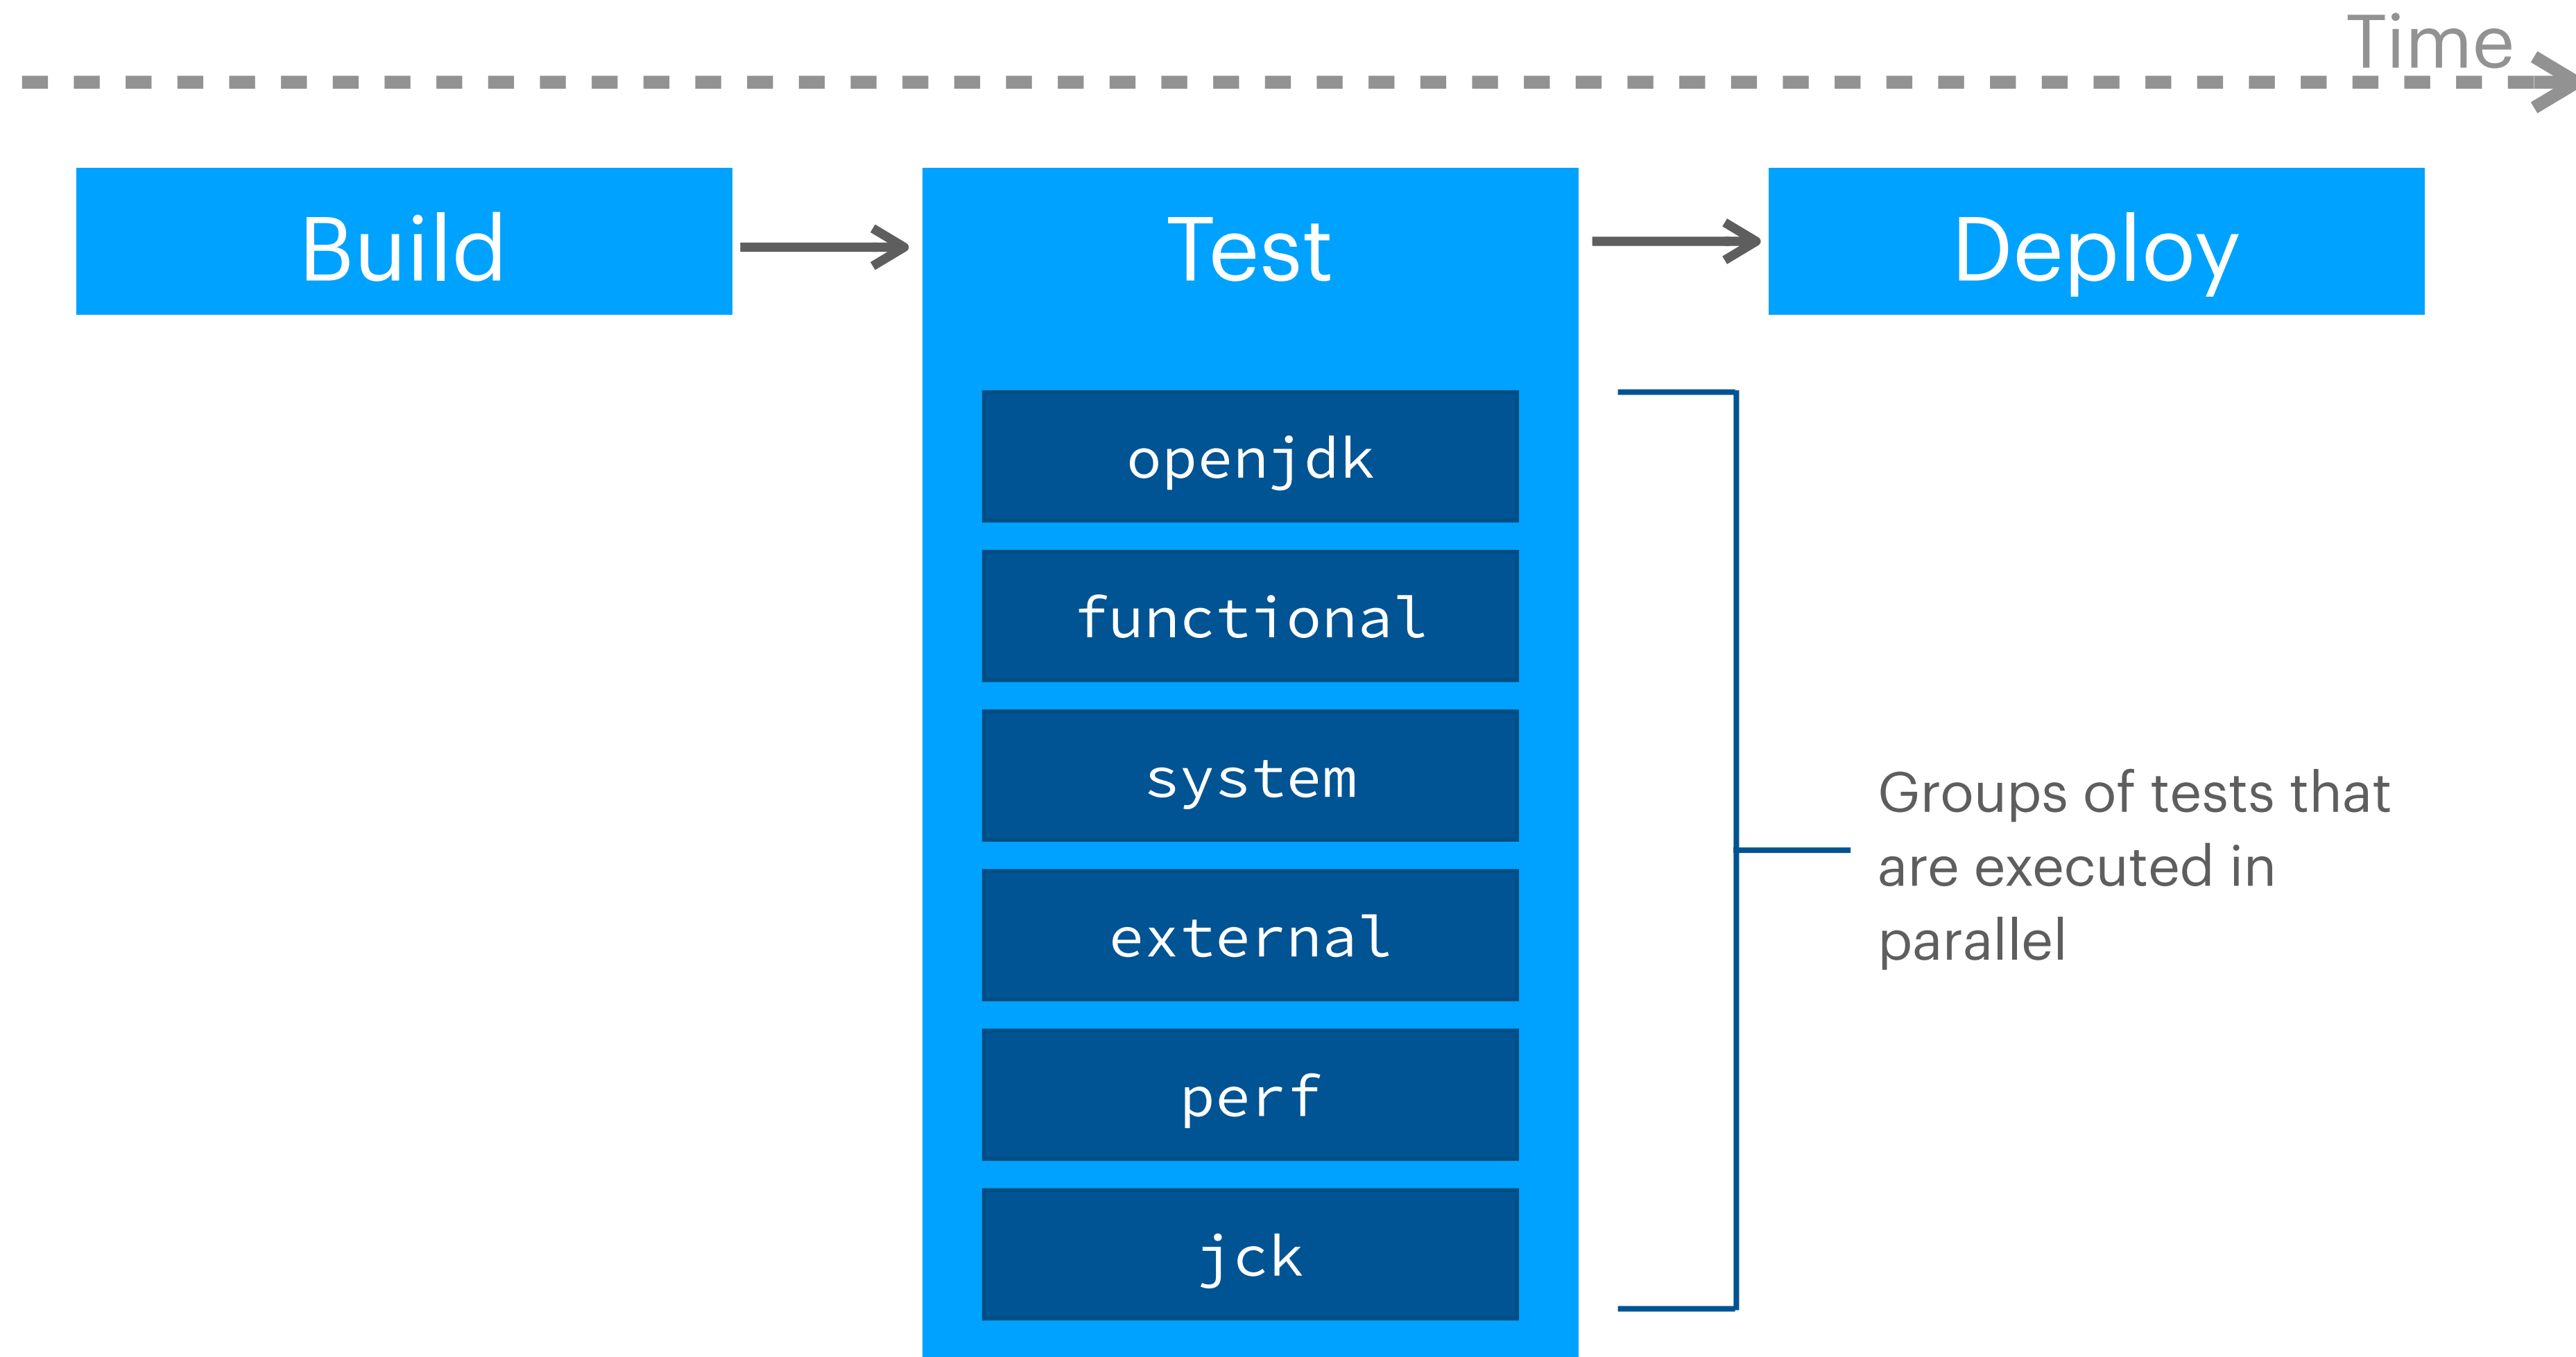 Time
Build
Test
Deploy
openjdk
functional
system
external
perf
jck
Groups of tests that
are executed in
parallel